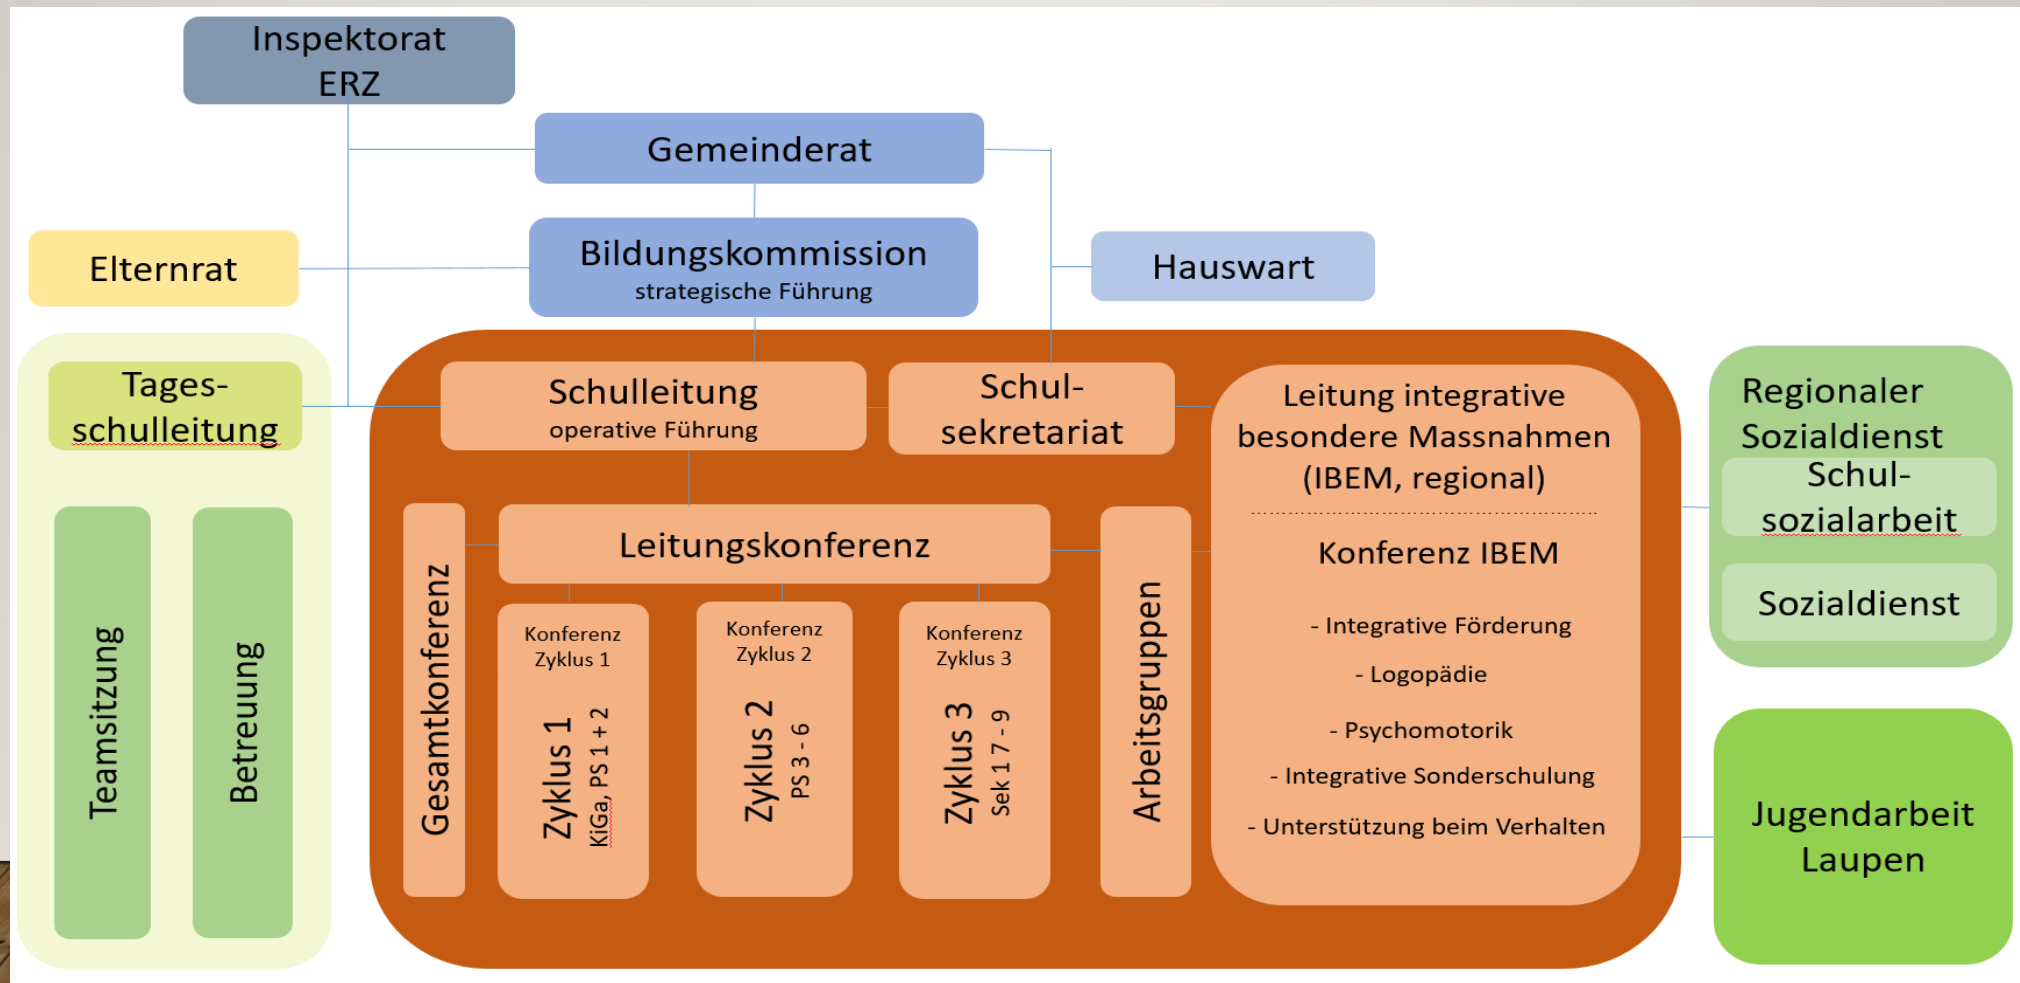 Inspektorat
ERZ
Gemeinderat
Elternrat
Bildungskommission
strategische Führung
Hauswart
Tages-
schulleitung
Teamsitzung
Betreuung
Schulleitung
operative Führung
Schul-
sekretariat
Gesamtkonferenz
Leitungskonferenz
Konferenz
Zyklus 1
Zyklus 1
KiGa, PS 1 + 2
Konferenz
Zyklus 2
Zyklus 2
PS 3 - 6
Konferenz
Zyklus 3
Zyklus 3
Sek 1 7 - 9
Arbeitsgruppen
Leitung integrative
besondere Massnahmen
(IBEM, regional)
Konferenz IBEM
- Integrative Förderung
- Logopädie
- Psychomotorik
- Integrative Sonderschulung
- Unterstützung beim Verhalten
Regionaler
Sozialdienst
Schul-
sozialarbeit
Sozialdienst
Jugendarbeit
Laupen